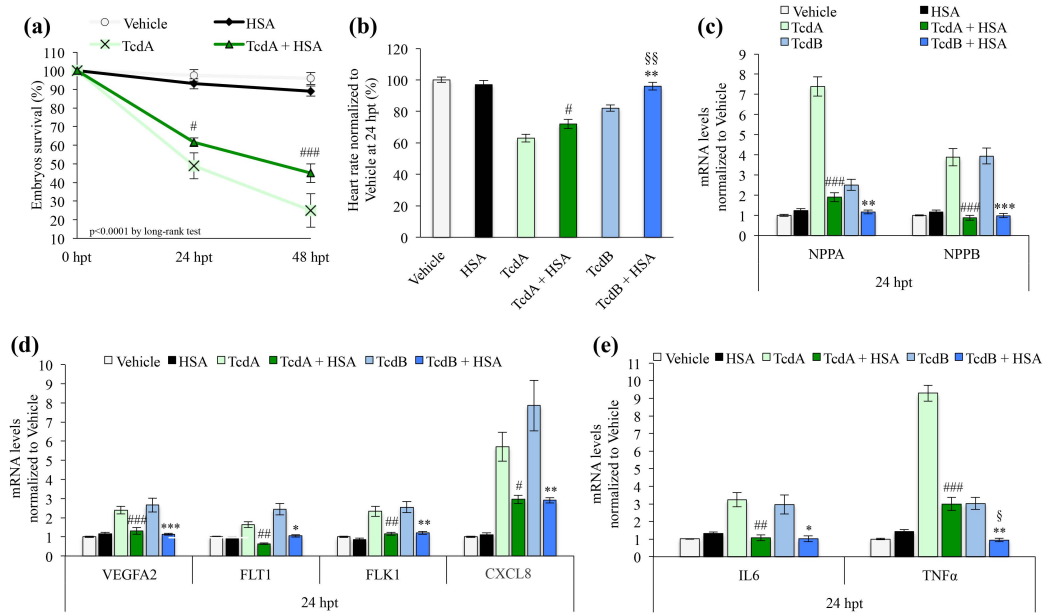 (a)
Vehicle
HSA
TcdA
TcdA + HSA
Embryos survival (%)
110
100
90
80
70
60
50
40
30
20
10
#
###
p<0.0001 by long-rank test
0 hpt
24 hpt
48 hpt
(b)
Heart rate normalized to
Vehicle at 24 hpt (%)
120
100
80
60
40
20
0
#
§§
**
Vehicle
HSA
TcdA
TcdA + HSA
TcdB
TcdB + HSA
(c)
Vehicle
HSA
TcdA
TcdA + HSA
TcdB
TcdB + HSA
mRNA levels
normalized to Vehicle
9
8
7
6
5
4
3
2
1
0
###
**
###
***
NPPA
NPPB
24 hpt
(d)
Vehicle
HSA
TcdA
TcdA + HSA
TcdB
TcdB + HSA
mRNA levels
normalized to Vehicle
10
9
8
7
6
5
4
3
2
1
0
###
***
##
*
##
**
#
**
VEGFA2
FLT1
FLK1
CXCL8
24 hpt
(e)
Vehicle
HSA
TcdA
TcdA + HSA
TcdB
TcdB + HSA
mRNA levels
normalized to Vehicle
11
10
9
8
7
6
5
4
3
2
1
0
##
*
###
§
**
IL6
TNFα
24 hpt